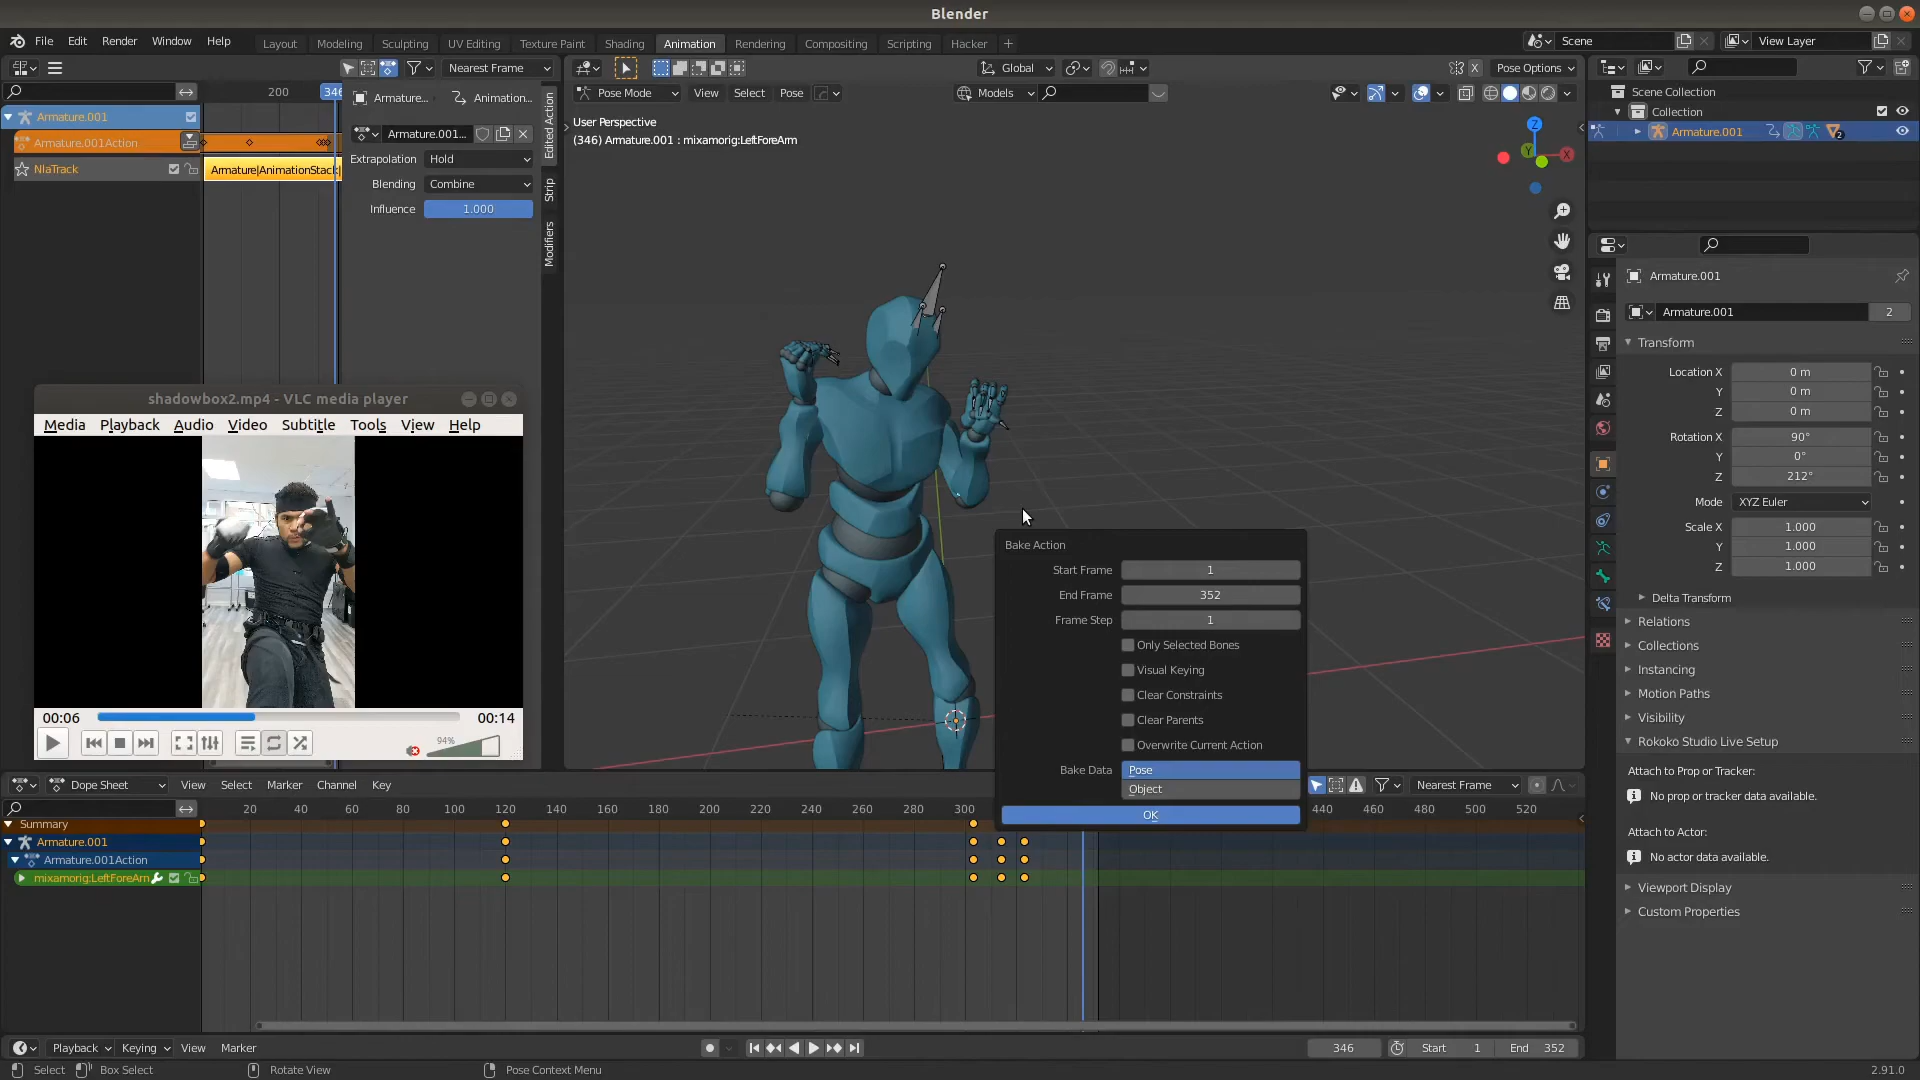 Blender
File Edit Render Window Help
Layout Modeling Sculpting UV Editing Texture Paint Shading Animation Rendering Compositing Scripting Hacker +
Scene
View Layer
Nearest Frame
Global
Pose Options
200
346
Armature... Animation...
Pose Mode View Select Pose
Models
Scene Collection
Collection
Armature.001
2
Armature.001
Armature.001Action
NlaTrack
Armature|AnimationStack|
Armature.001...
Extrapolation Hold
Blending Combine
Influence 1.000
Edited Action
Strip
Modifiers
User Perspective
(346) Armature.001 : mixamorig:LeftForeArm
Z
Y
X
Armature.001
Armature.001 2
Transform
Location X 0 m
Y 0 m
Z 0 m
Rotation X 90°
Y 0°
Z 212°
Mode XYZ Euler
Scale X 1.000
Y 1.000
Z 1.000
Delta Transform
Relations
Collections
Instancing
Motion Paths
Visibility
Rokoko Studio Live Setup
Attach to Prop or Tracker:
No prop or tracker data available.
Attach to Actor:
No actor data available.
Viewport Display
Custom Properties
shadowbox2.mp4 - VLC media player
Media Playback Audio Video Subtitle Tools View Help
00:06 00:14
94%
Bake Action
Start Frame 1
End Frame 352
Frame Step 1
Only Selected Bones
Visual Keying
Clear Constraints
Clear Parents
Overwrite Current Action
Bake Data Pose
Object
OK
Dope Sheet View Select Marker Channel Key
Nearest Frame
20 40 60 80 100 120 140 160 180 200 220 240 260 280 300 440 460 480 500 520
Summary
Armature.001
Armature.001Action
mixamorig:LeftForeArm
Playback Keying View Marker
346 Start 1 End 352
Select Box Select Rotate View Pose Context Menu
2.91.0